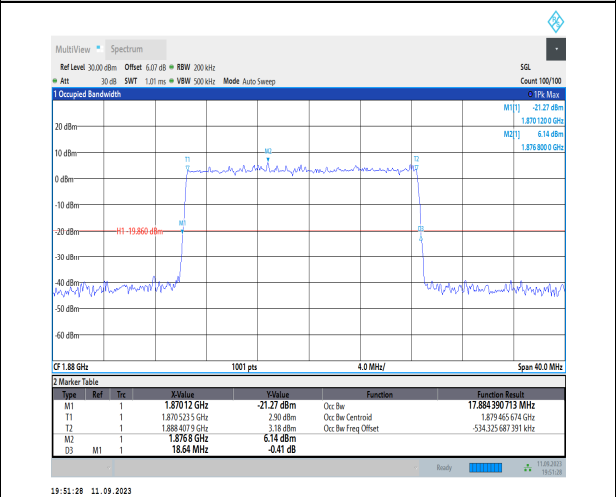 MultiView Spectrum
Ref Level 30.00 dBm Offset 6.07 dB RBW 200 kHz SGL
Att 30 dB SWT 1.01 ms VBW 500 kHz Mode Auto Sweep Count 100/100
1 Occupied Bandwidth 1Pk Max
M1[1] -21.27 dBm
1.870 120 0 GHz
M2[1] 6.14 dBm
1.876 800 0 GHz
20 dBm
10 dBm
M2
T1
T2
0 dBm
-10 dBm
M1
-20 dBm
H1 -19.860 dBm
D3
-30 dBm
-40 dBm
-50 dBm
-60 dBm
CF 1.88 GHz 1001 pts 4.0 MHz/ Span 40.0 MHz
2 Marker Table
Type Ref Trc X-Value Y-Value Function Function Result
M1 1 1.87012 GHz -21.27 dBm Occ Bw 17.884 390 713 MHz
T1 1 1.870 523 5 GHz 2.90 dBm Occ Bw Centroid 1.879 465 674 GHz
T2 1 1.888 407 9 GHz 3.18 dBm Occ Bw Freq Offset -534.325 687 391 kHz
M2 1 1.8768 GHz 6.14 dBm
D3 M1 1 18.64 MHz -0.41 dB
Ready 11.09.2023
19:51:28
19:51:28 11.09.2023